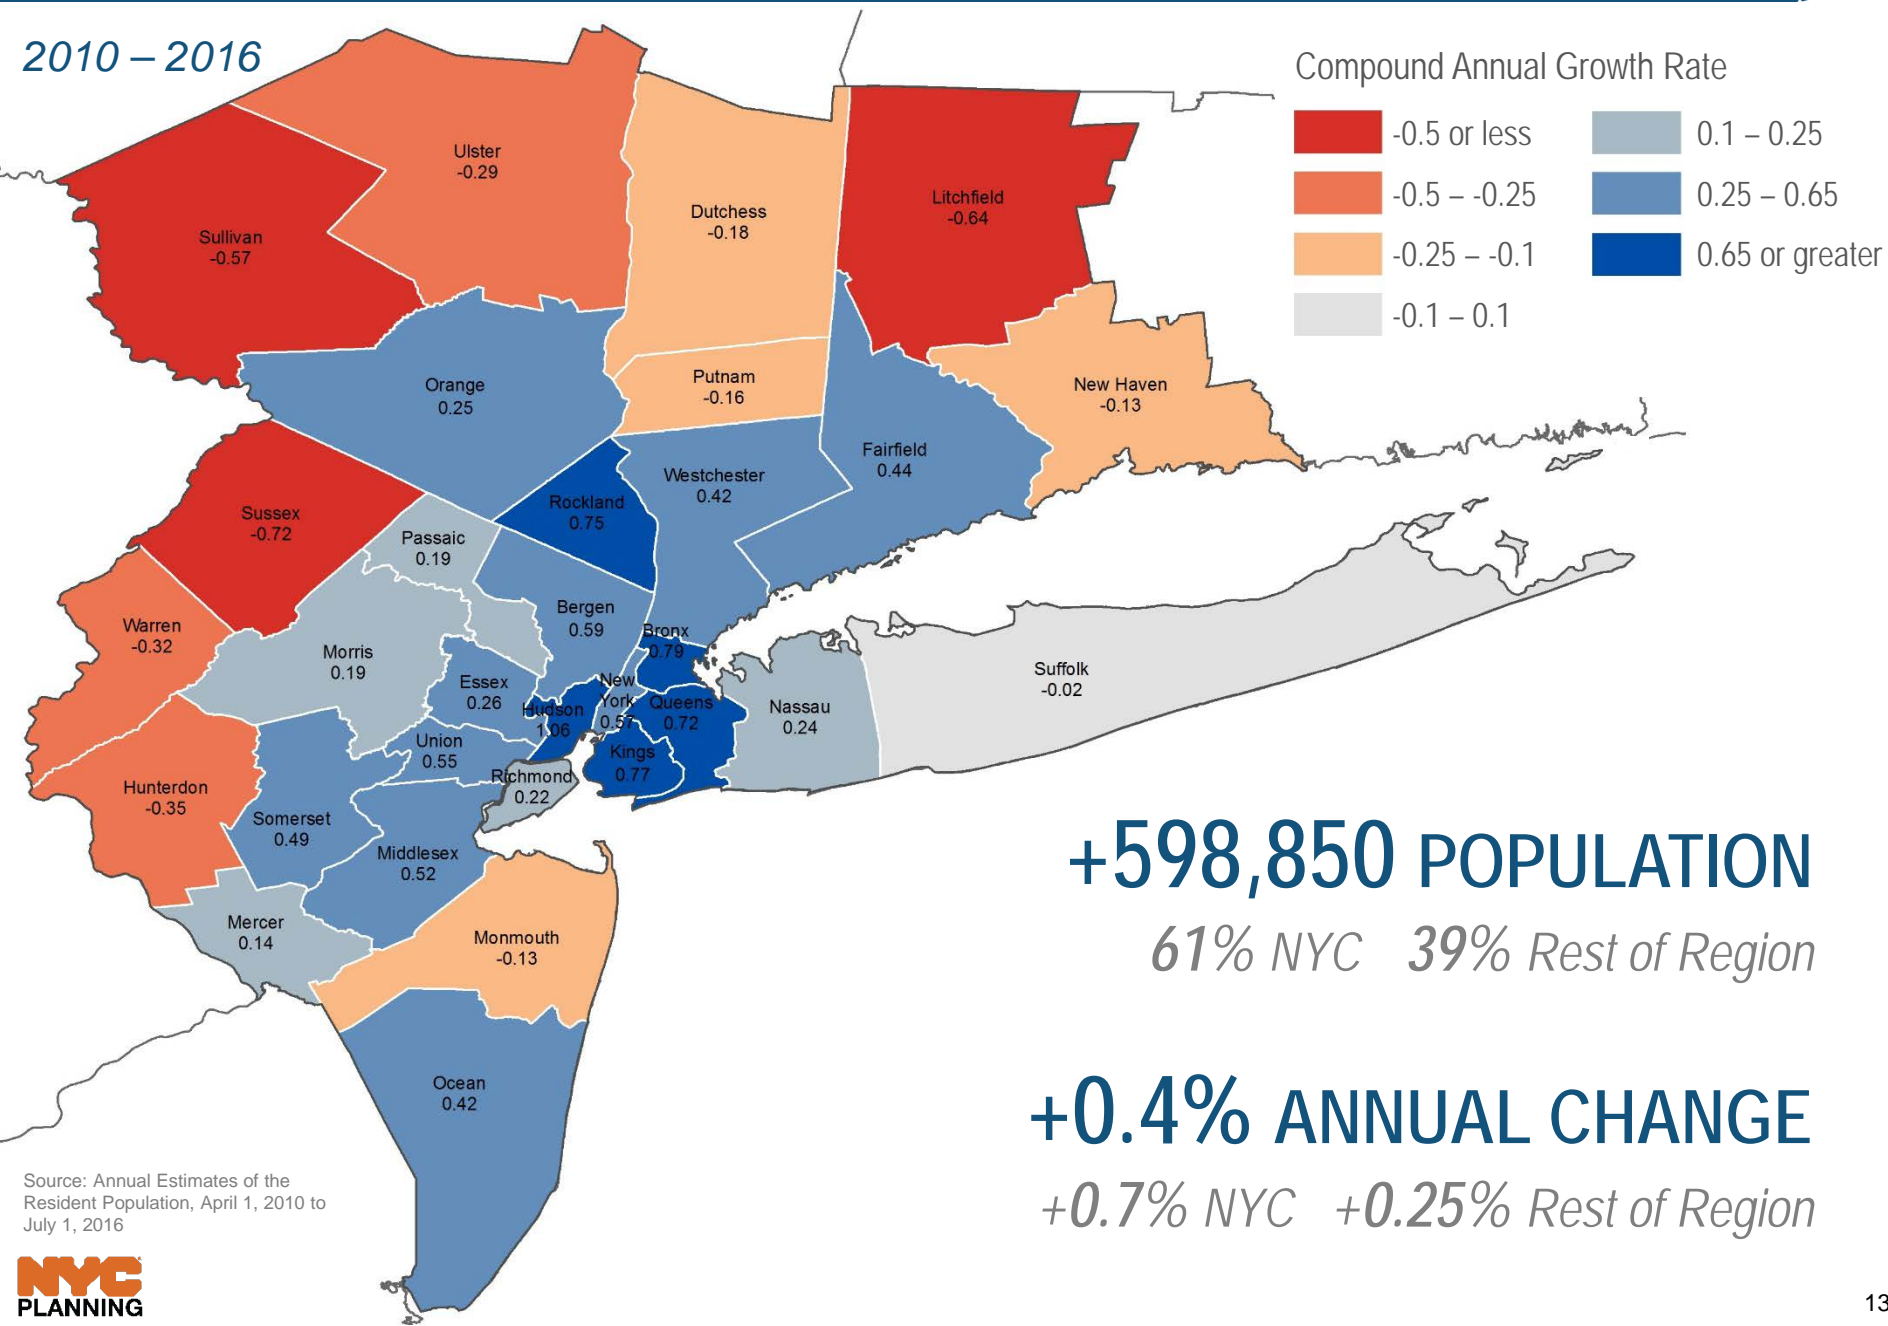 2010 – 2016
Compound Annual Growth Rate
-0.5 or less
-0.5 – -0.25
-0.25 – -0.1
-0.1 – 0.1
0.1 – 0.25
0.25 – 0.65
0.65 or greater
Ulster
-0.29
Sullivan
-0.57
Dutchess
-0.18
Litchfield
-0.64
Orange
0.25
Putnam
-0.16
New Haven
-0.13
Fairfield
0.44
Westchester
0.42
Rockland
0.75
Sussex
-0.72
Passaic
0.19
Bergen
0.59
Warren
-0.32
Morris
0.19
Bronx
0.79
Essex
0.26
Hudson
1.06
New
York
0.57
Queens
0.72
Nassau
0.24
Suffolk
-0.02
Union
0.55
Kings
0.77
Richmond
0.22
Hunterdon
-0.35
Somerset
0.49
Middlesex
0.52
Mercer
0.14
Monmouth
-0.13
Ocean
0.42
+598,850 POPULATION
61% NYC 39% Rest of Region
+0.4% ANNUAL CHANGE
+0.7% NYC +0.25% Rest of Region
Source: Annual Estimates of the
Resident Population, April 1, 2010 to
July 1, 2016
NYC
PLANNING
13